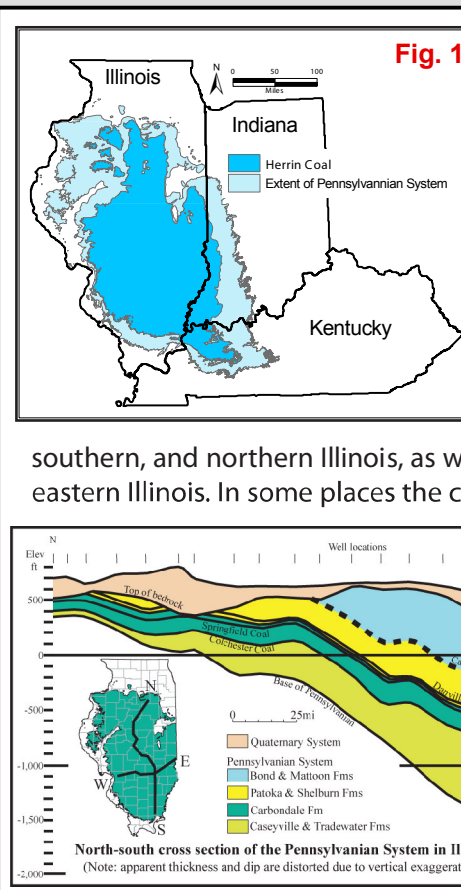 Fig. 1
Illinois
N
0 50 100
Miles
Indiana
Herrin Coal
Extent of Pennsylvannian System
Kentucky
southern, and northern Illinois, as w
eastern Illinois. In some places the c
N
Elev
ft
Well locations
Top of bedrock
500
Springfield Coal
Colchester Coal
0
Ca
Danvill
Base of Pennsylvanian
-500
0 25mi
N
E
W
S
Quaternary System
Pennsylvanian System
Bond & Mattoon Fms
-1,000
Patoka & Shelburn Fms
Carbondale Fm
Caseyville & Tradewater Fms
-1,500
North-south cross section of the Pennsylvanian System in Il
(Note: apparent thickness and dip are distorted due to vertical exaggerat
-2,000